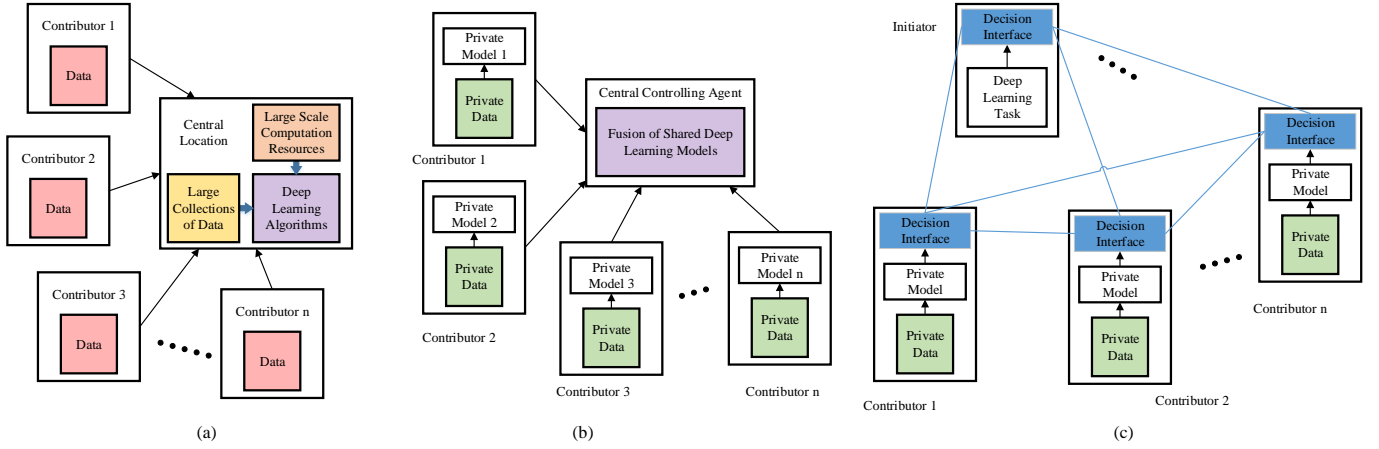 Contributor 1
Data
Contributor 2
Data
Contributor 3
Data
Contributor n
Data
Central
Location
Large Scale
Computation
Resources
Large
Collections
of Data
Deep
Learning
Algorithms
(a)
Private
Model 1
Private
Data
Contributor 1
Private
Model 2
Private
Data
Contributor 2
Central Controlling Agent
Fusion of Shared Deep
Learning Models
Private
Model 3
Private
Data
Contributor 3
Private
Model n
Private
Data
Contributor n
(b)
Initiator
Decision
Interface
Deep
Learning
Task
Decision
Interface
Private
Model
Private
Data
Contributor 1
Decision
Interface
Private
Model
Private
Data
Contributor 2
Decision
Interface
Private
Model
Private
Data
Contributor n
(c)